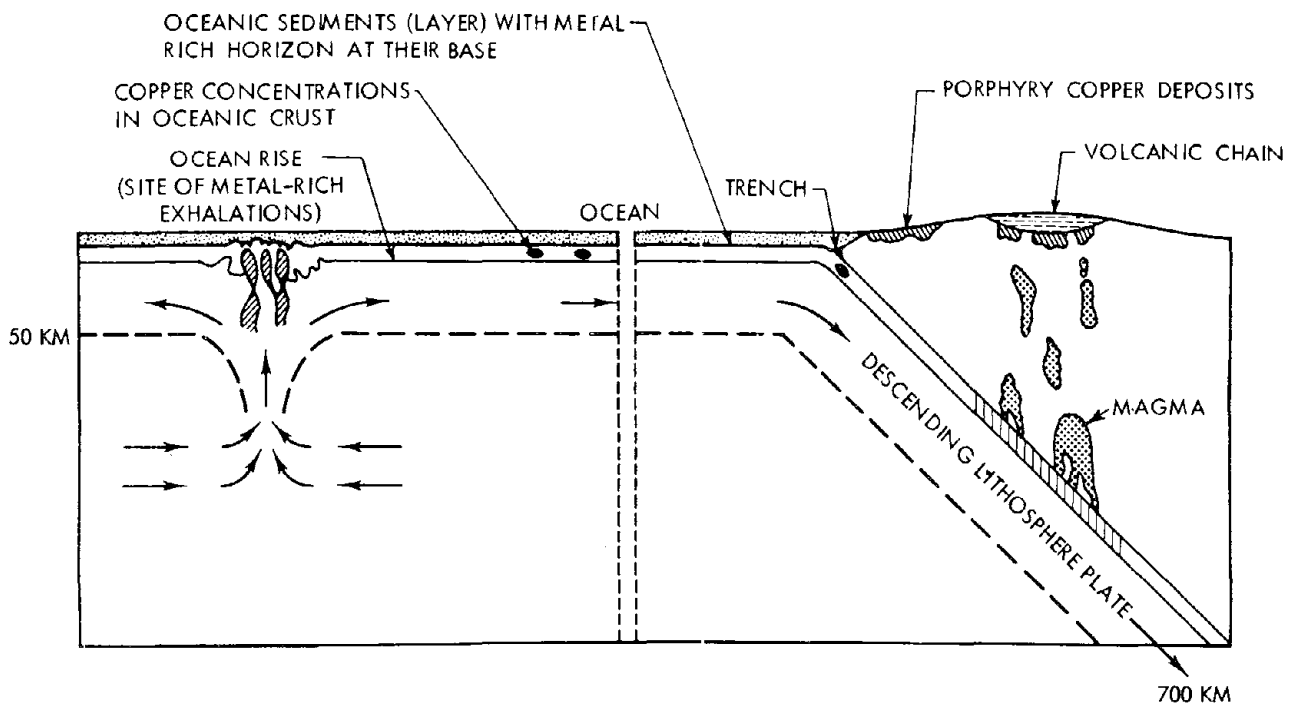 OCEANIC SEDIMENTS (LAYER) WITH METAL
RICH HORIZON AT THEIR BASE
COPPER CONCENTRATIONS
IN OCEANIC CRUST
PORPHYRY COPPER DEPOSITS
OCEAN RISE
(SITE OF METAL-RICH
EXHALATIONS)
VOLCANIC CHAIN
TRENCH
OCEAN
50 KM
DESCENDING LITHOSPHERE PLATE
MAGMA
700 KM